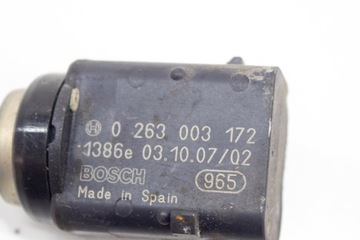 0 263 003 172
1386e 03.10.07/02
BOSCH 965
Made in Spain